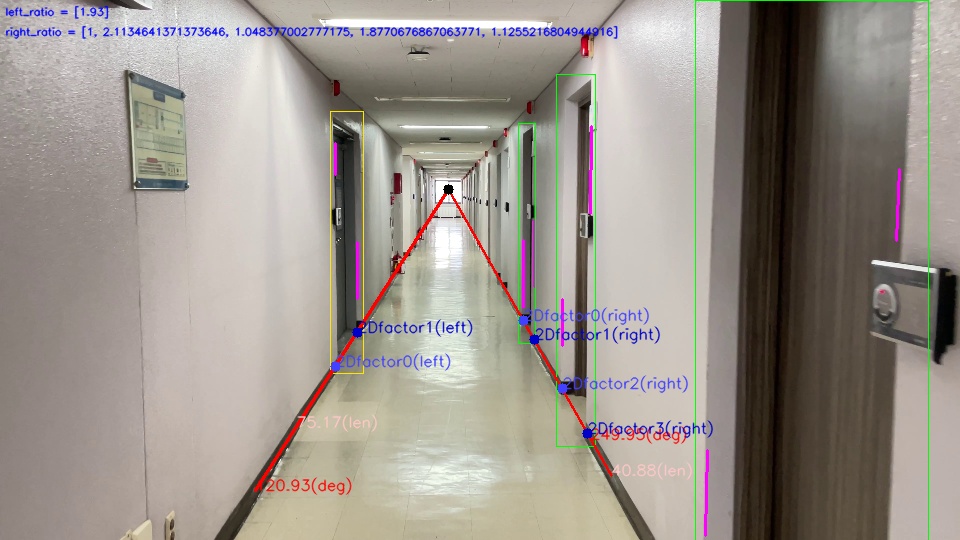 left_ratio = [1.93]
right_ratio = [1, 2.1134641371373646, 1.048377002777175, 1.8770676867063771, 1.1255216804944916]
2Dfactor0(right)
2Dfactor1(left)
2Dfactor1(right)
2Dfactor0(left)
2Dfactor2(right)
75.17(len)
2Dfactor3(right)
249.95(deg)
40.88(len)
20.93(deg)